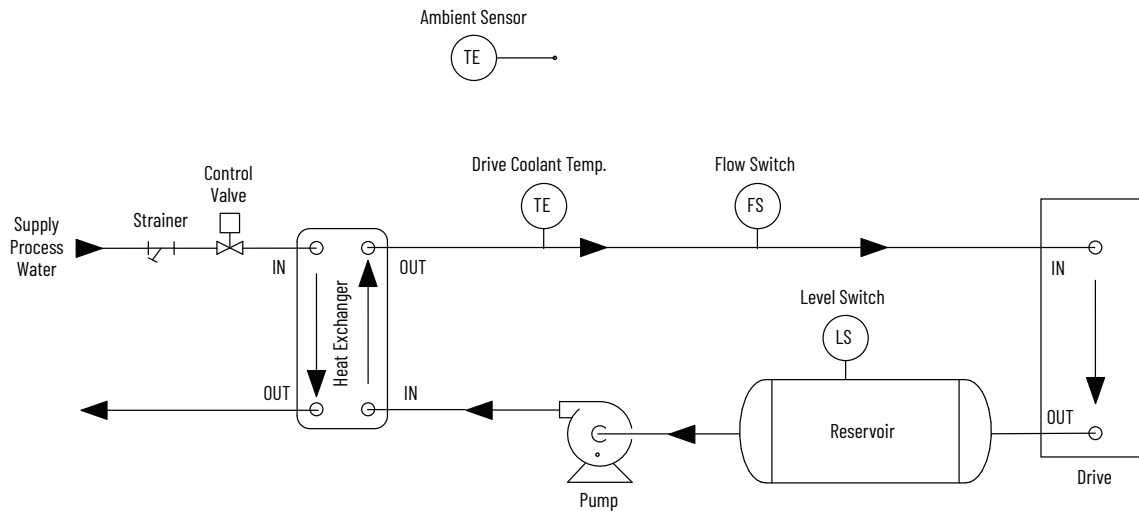 Ambient Sensor
TE
Drive Coolant Temp.
TE
Flow Switch
FS
Control
Valve
Strainer
Supply
Process
Water
IN
OUT
Heat Exchanger
OUT
IN
IN
Level Switch
LS
Reservoir
OUT
Pump
Drive